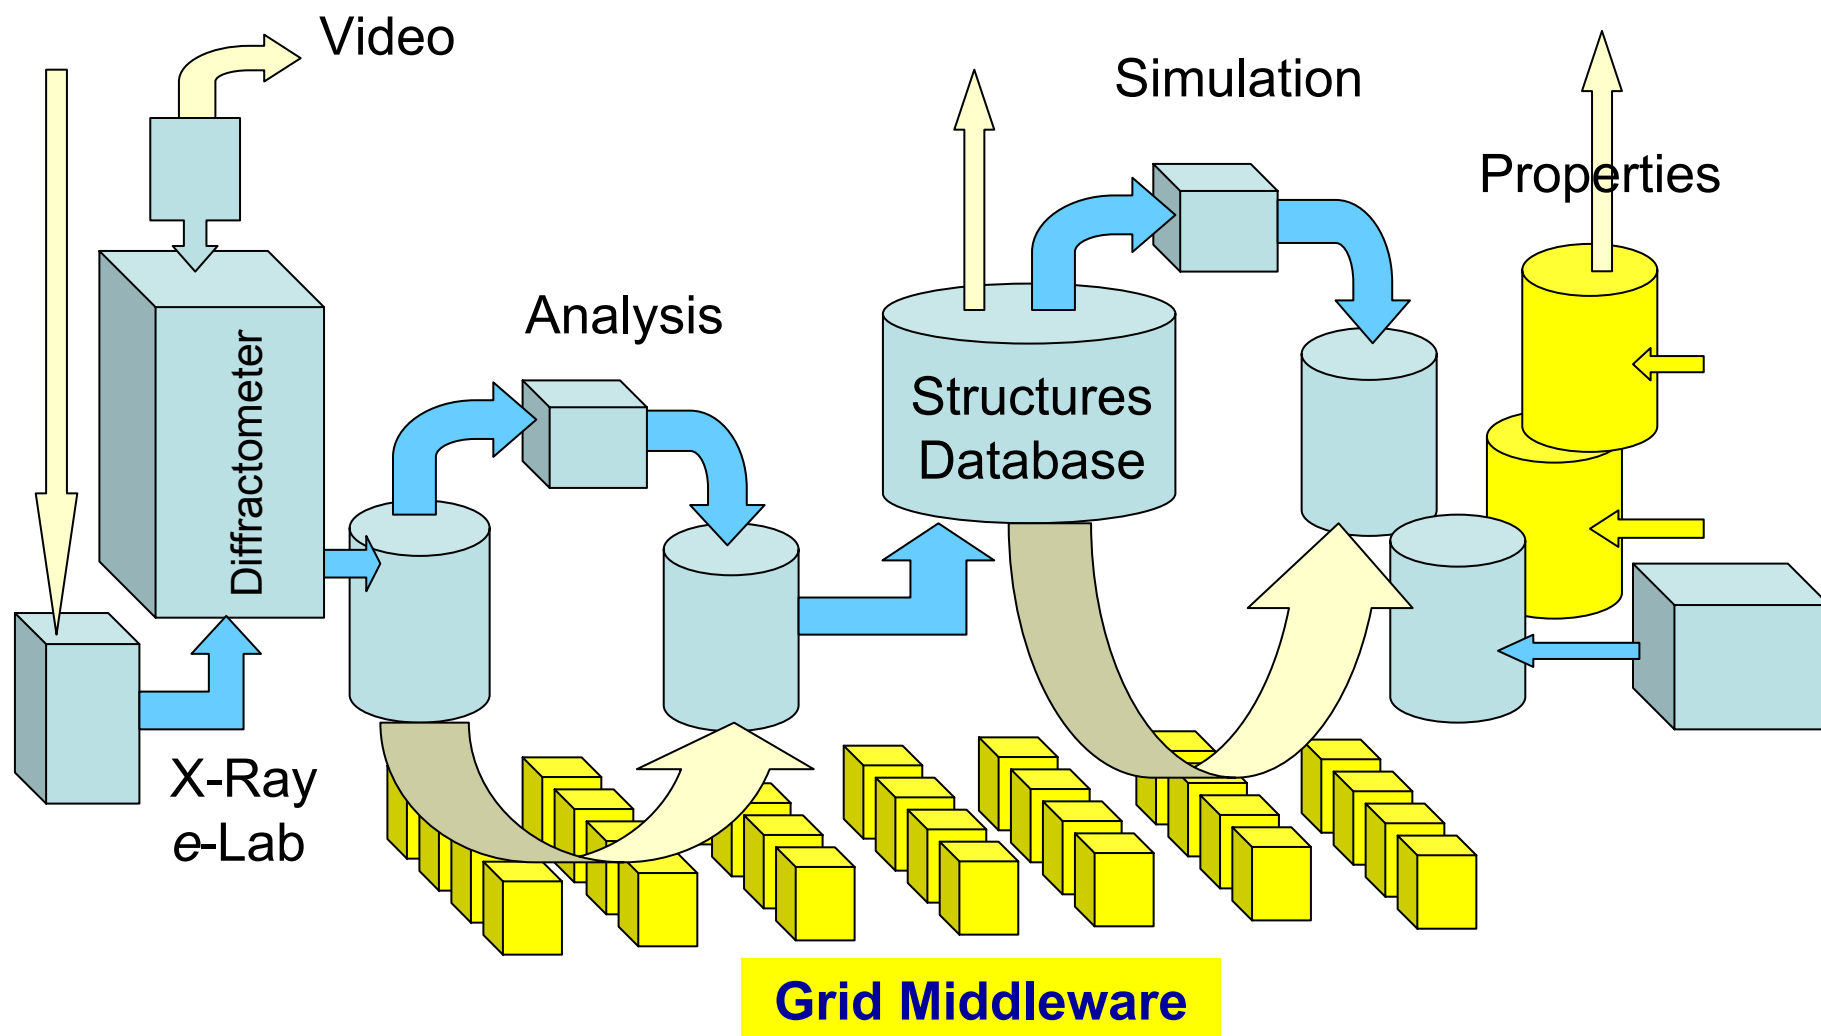 Video
Simulation
Properties
Analysis
Diffractometer
Structures
Database
X-Ray
e-Lab
Grid Middleware